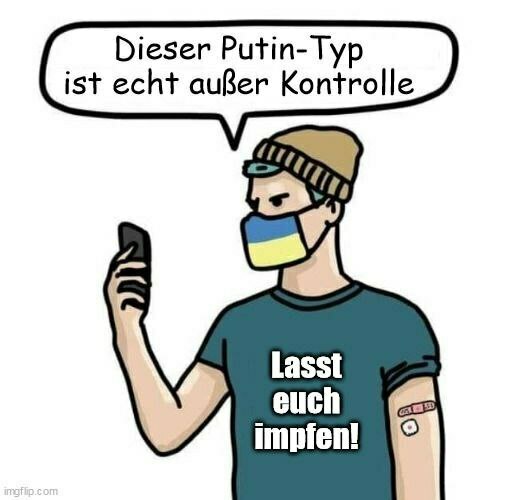 Dieser Putin-Typ
ist echt außer Kontrolle
Lasst
euch
impfen!
imgflip.com